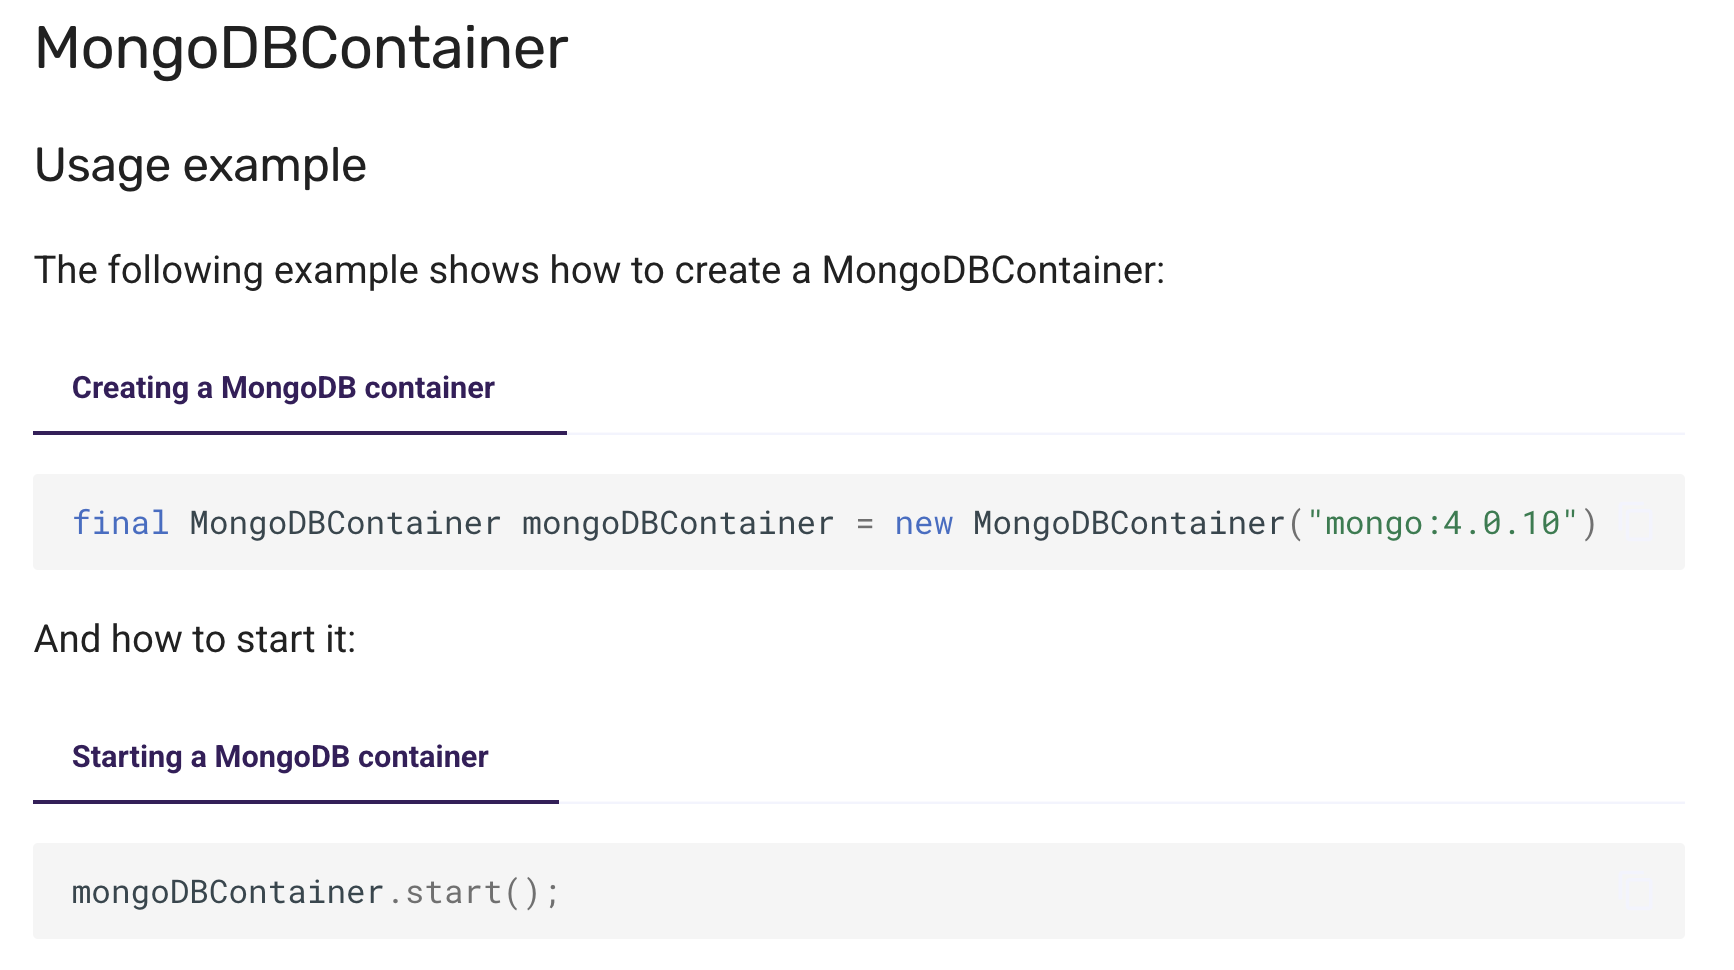 MongoDBContainer
Usage example
The following example shows how to create a MongoDBContainer:
Creating a MongoDB container
final MongoDBContainer mongoDBContainer = new MongoDBContainer("mongo:4.0.10")
And how to start it:
Starting a MongoDB container
mongoDBContainer.start();